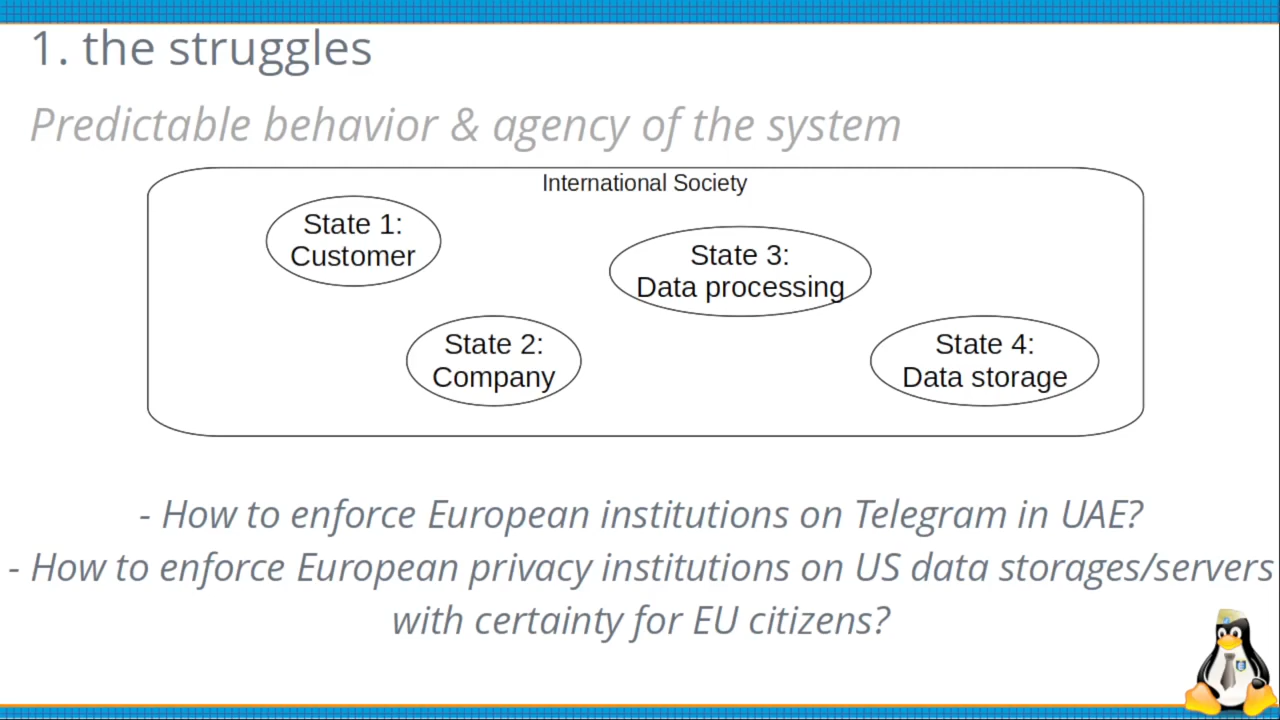 1. the struggles
Predictable behavior & agency of the system
International Society
State 1:
Customer
State 3:
Data processing
State 2:
Company
State 4:
Data storage
- How to enforce European institutions on Telegram in UAE?
- How to enforce European privacy institutions on US data storages/servers
with certainty for EU citizens?